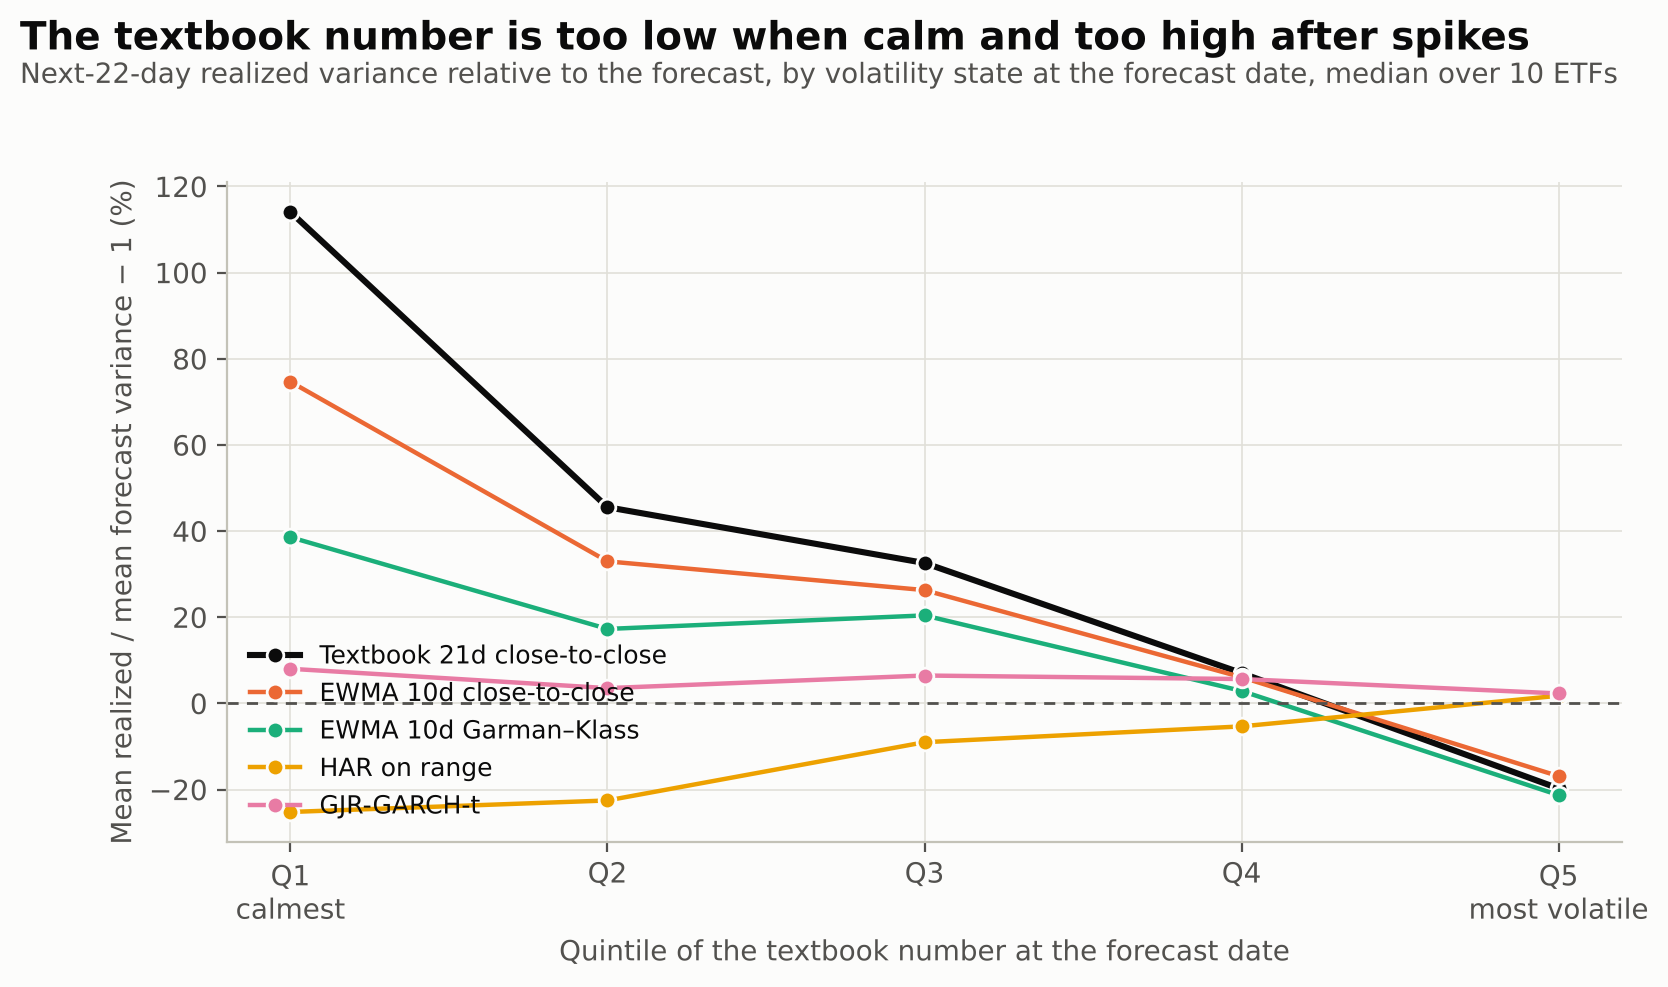 The textbook number is too low when calm and too high after spikes
Next-22-day realized variance relative to the forecast, by volatility state at the forecast date, median over 10 ETFs
Mean realized / mean forecast variance − 1 (%)
120
100
80
60
40
20
0
−20
Textbook 21d close-to-close
EWMA 10d close-to-close
EWMA 10d Garman–Klass
HAR on range
GJR-GARCH-t
Q1
calmest
Q2
Q3
Q4
Q5
most volatile
Quintile of the textbook number at the forecast date